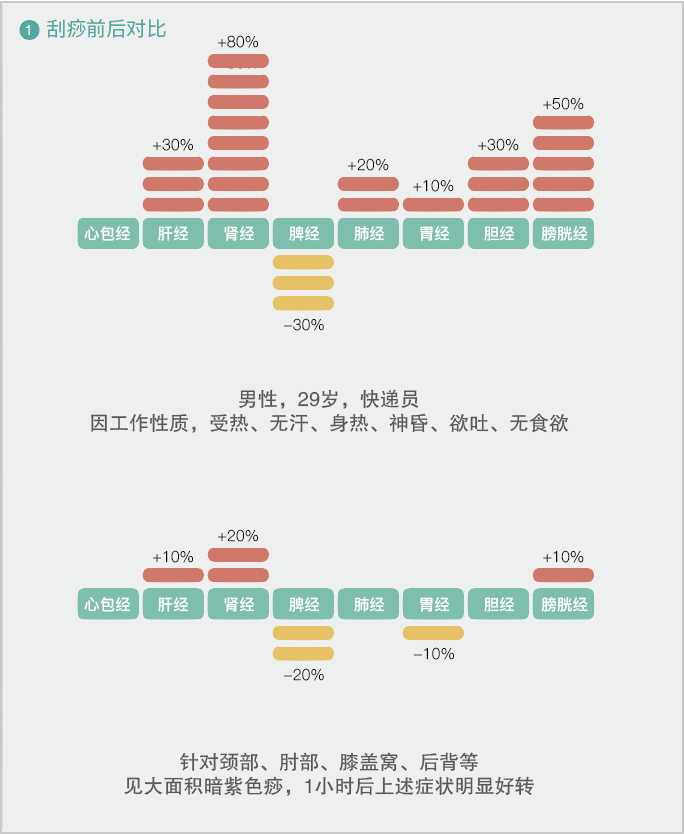 1 刮痧前后对比
+80%
+50%
+30%
+30%
+20%
+10%
心包经 肝经 肾经 脾经 肺经 胃经 胆经 膀胱经
−30%
男性，29岁，快递员
因工作性质，受热、无汗、身热、神昏、欲吐、无食欲
+20%
+10%
+10%
心包经 肝经 肾经 脾经 肺经 胃经 胆经 膀胱经
−10%
−20%
针对颈部、肘部、膝盖窝、后背等
见大面积暗紫色痧，1小时后上述症状明显好转